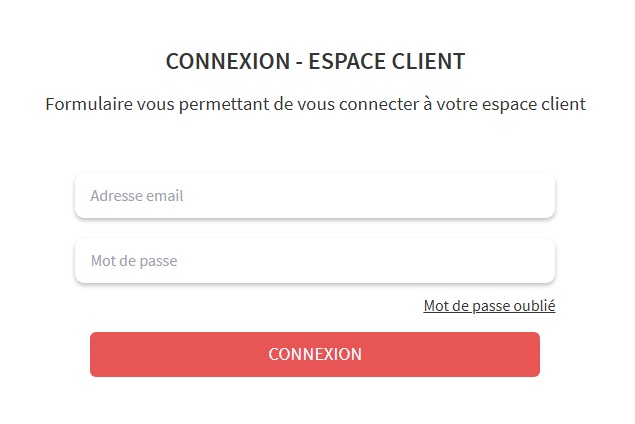 CONNEXION - ESPACE CLIENT
Formulaire vous permettant de vous connecter à votre espace client
Adresse email
Mot de passe
Mot de passe oublié
CONNEXION